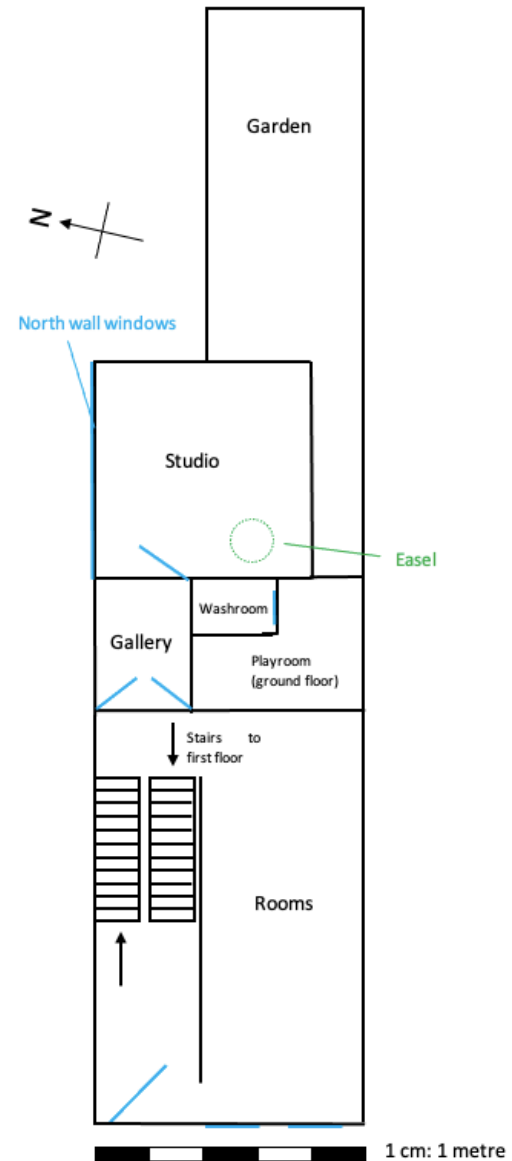 Garden
N
North wall windows
Studio
Easel
Washroom
Gallery
Playroom
(ground floor)
Stairs to
first floor
Rooms
1 cm: 1 metre